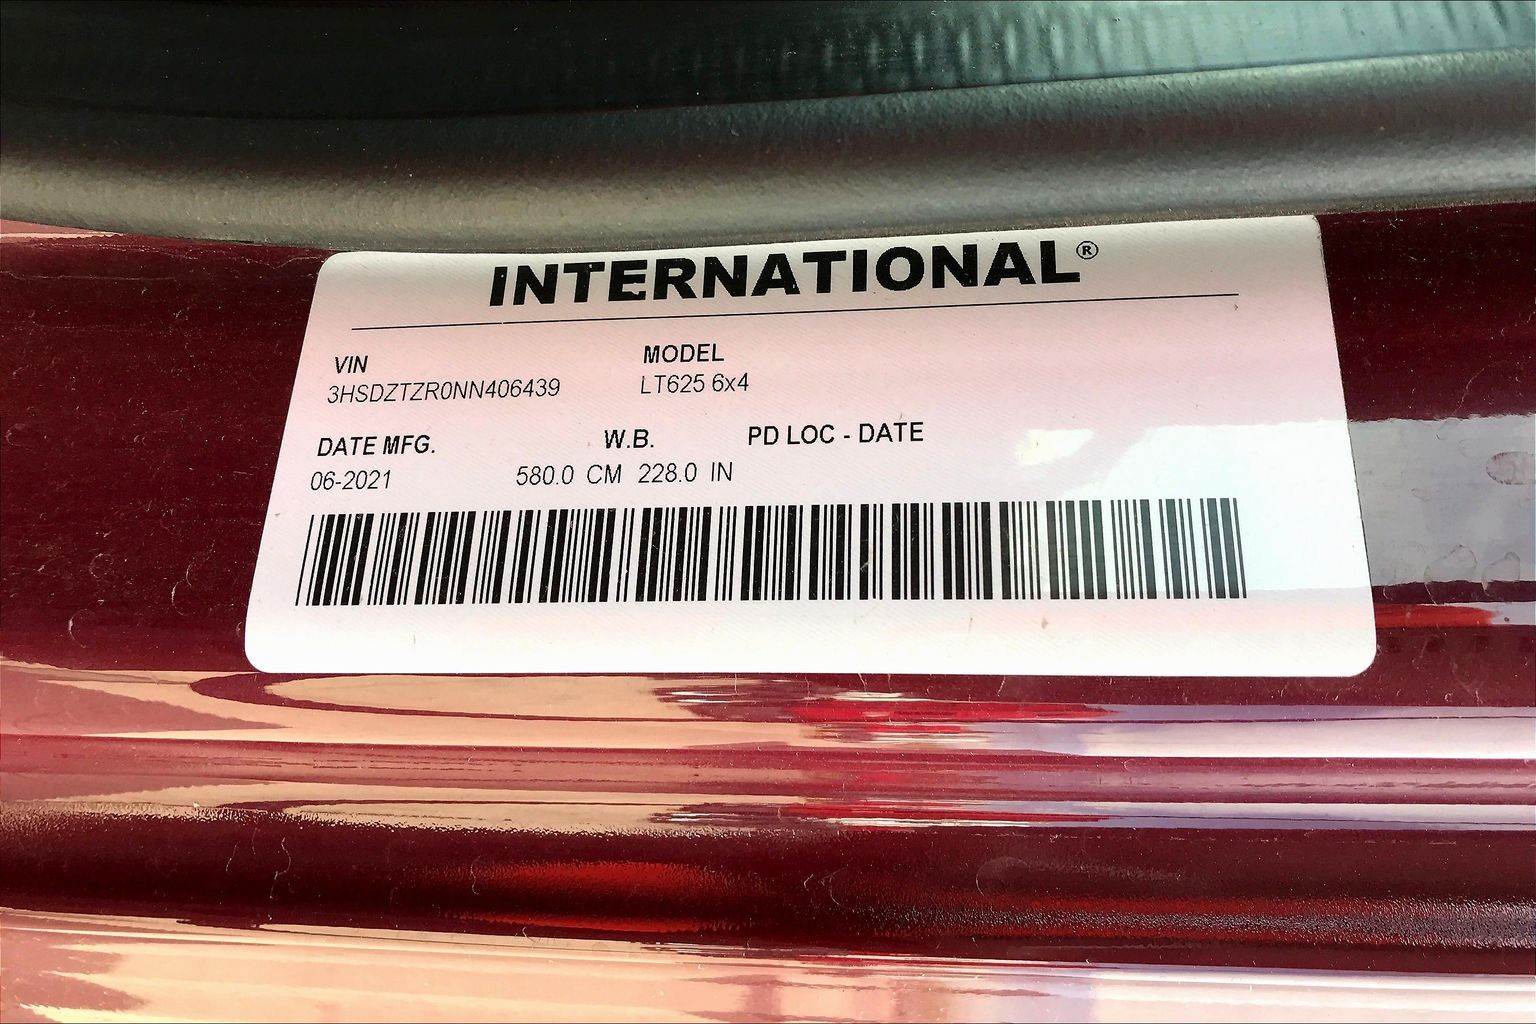 INTERNATIONAL®
VIN MODEL
3HSDZTZR0NN406439 LT625 6x4
DATE MFG. W.B. PD LOC - DATE
06-2021 580.0 CM 228.0 IN